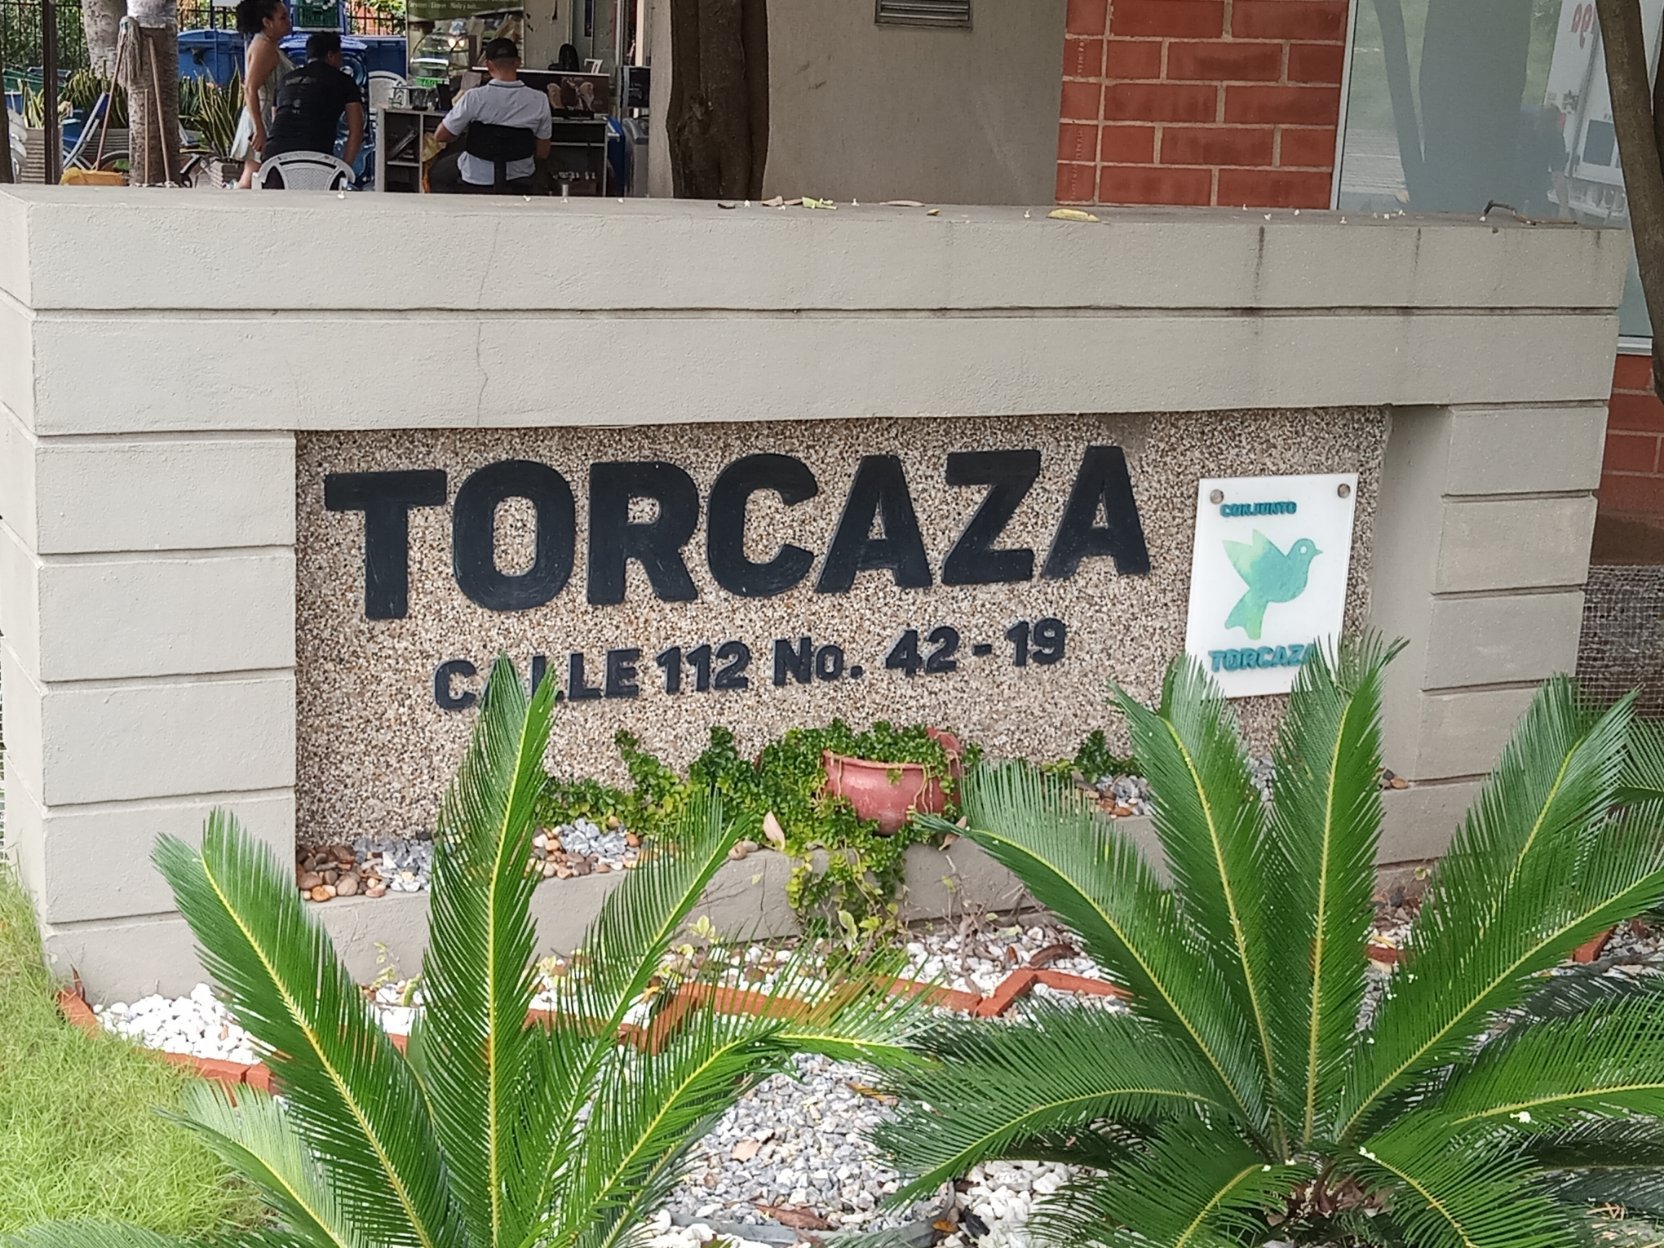 TORCAZA
CALLE 112 No. 42-19
CONJUNTO
TORCAZA